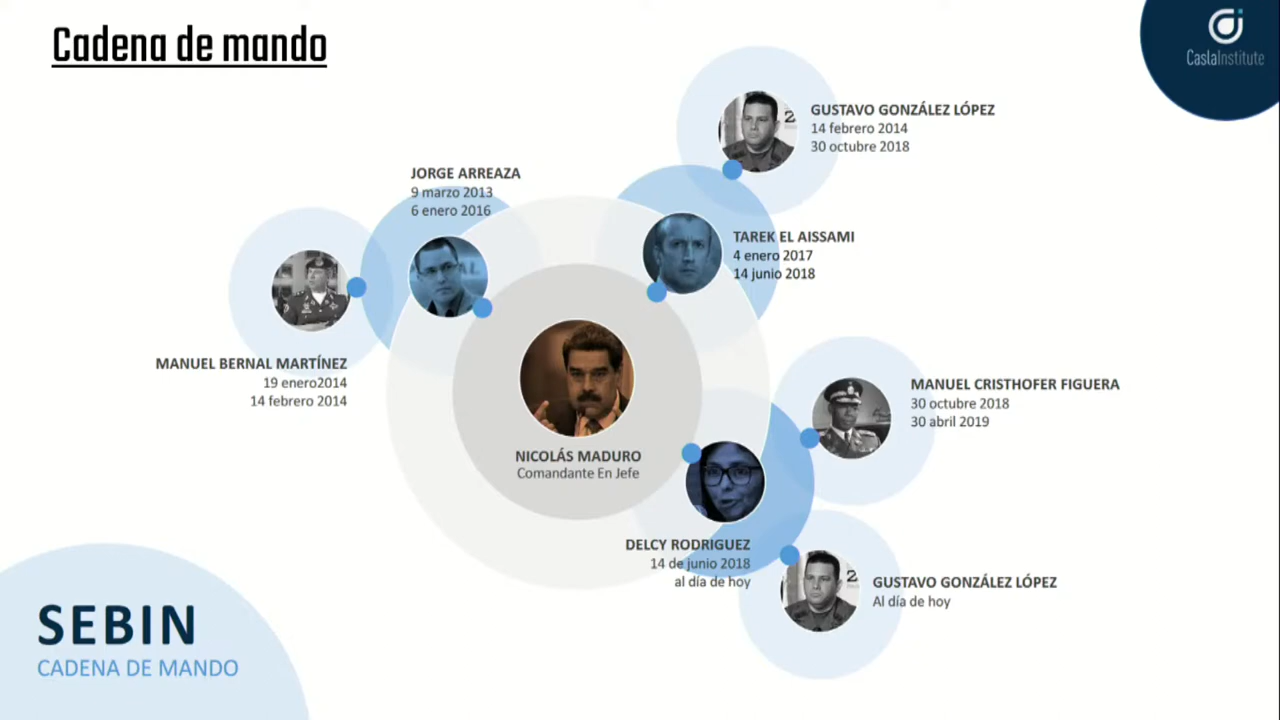 Cadena de mando
CaslaInstitute
GUSTAVO GONZÁLEZ LÓPEZ
14 febrero 2014
30 octubre 2018
JORGE ARREAZA
9 marzo 2013
6 enero 2016
TAREK EL AISSAMI
4 enero 2017
14 junio 2018
MANUEL BERNAL MARTÍNEZ
19 enero2014
14 febrero 2014
MANUEL CRISTHOFER FIGUERA
30 octubre 2018
30 abril 2019
NICOLÁS MADURO
Comandante En Jefe
DELCY RODRIGUEZ
14 de junio 2018
al día de hoy
GUSTAVO GONZÁLEZ LÓPEZ
Al día de hoy
SEBIN
CADENA DE MANDO